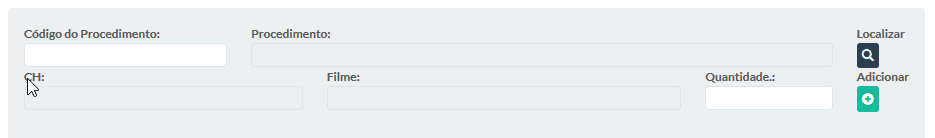 Código do Procedimento: Procedimento: Localizar
CH: Filme: Quantidade.: Adicionar